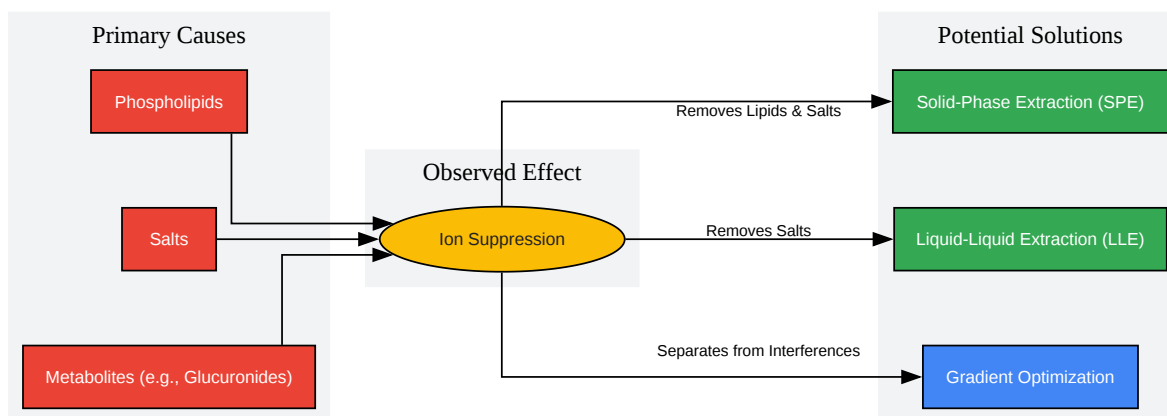 Primary Causes
Phospholipids
Salts
Metabolites (e.g., Glucuronides)
Observed Effect
Ion Suppression
Removes Lipids & Salts
Removes Salts
Separates from Interferences
Potential Solutions
Solid-Phase Extraction (SPE)
Liquid-Liquid Extraction (LLE)
Gradient Optimization